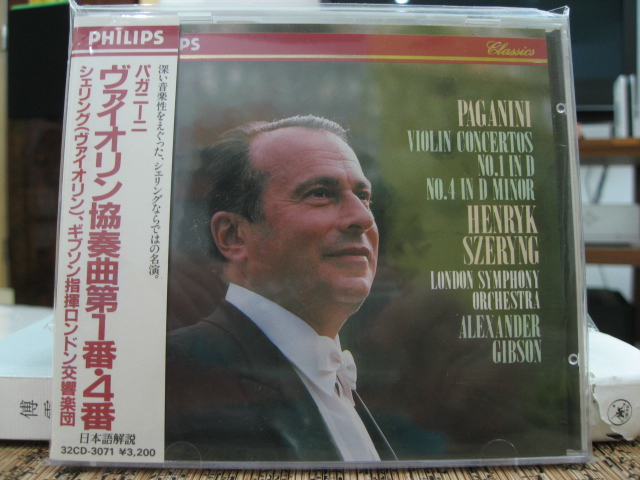 PHILIPS
パガニーニ
ヴァイオリン協奏曲第1番・4番
シェリング(ヴァイオリン)、ギブソン指揮ロンドン交響楽団
深い音楽性をえぐった、シェリングならではの名演。
日本語解説
32CD-3071 ¥3,200
PS
Classics
PAGANINI
VIOLIN CONCERTOS
NO.1 IN D
NO.4 IN D MINOR
HENRYK
SZERYNG
LONDON SYMPHONY
ORCHESTRA
ALEXANDER
GIBSON
傅